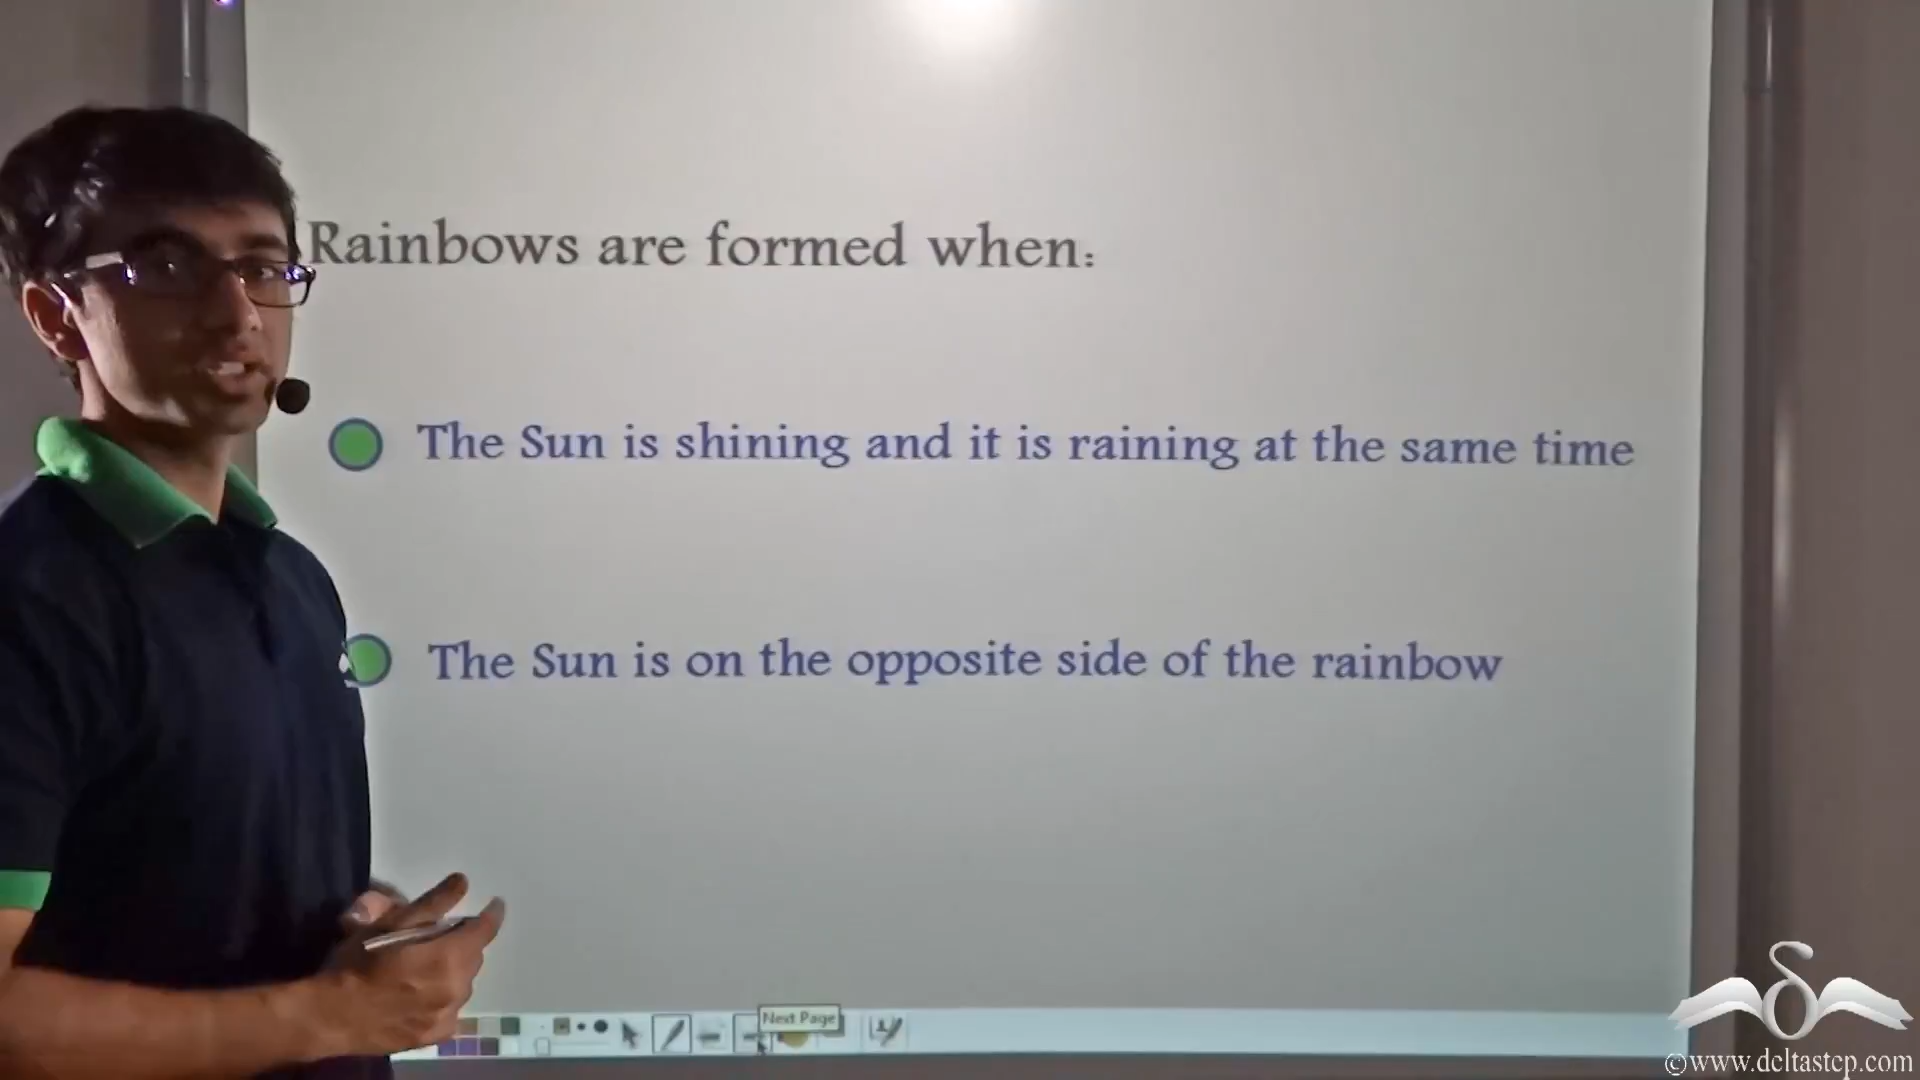 Rainbows are formed when:
The Sun is shining and it is raining at the same time
The Sun is on the opposite side of the rainbow
Next Page
©www.deltastep.com